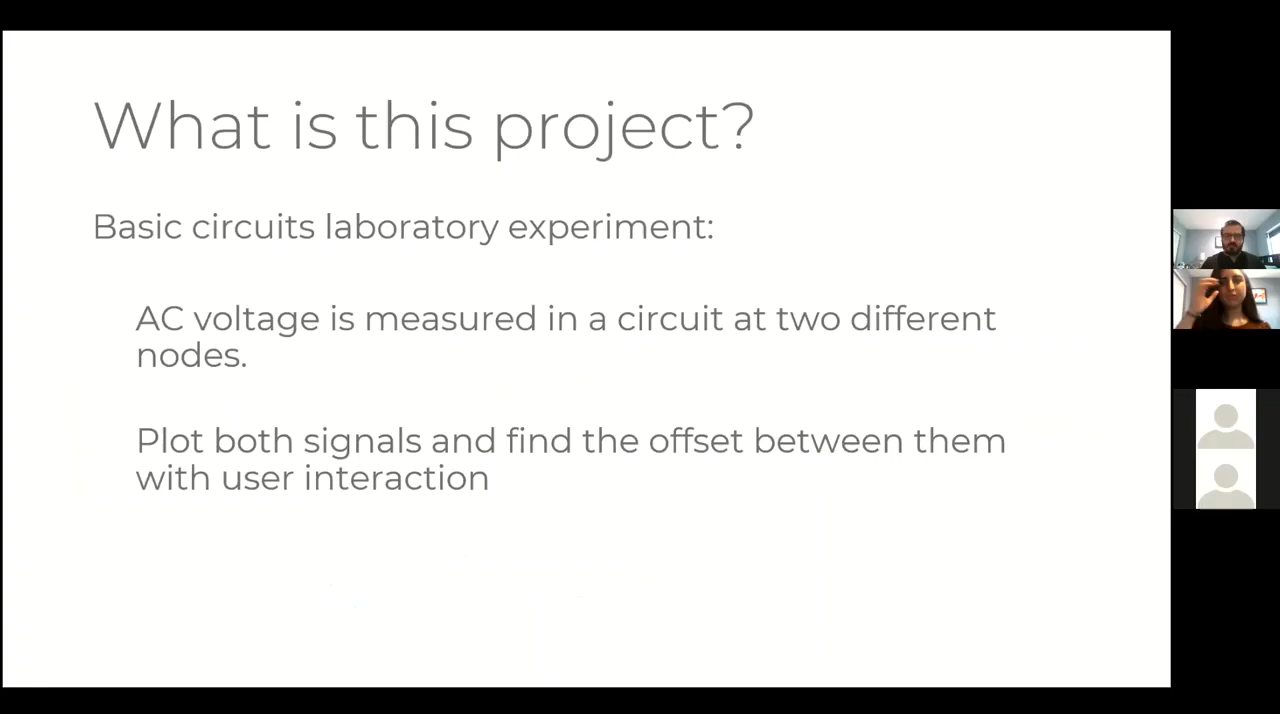 What is this project?
Basic circuits laboratory experiment:
AC voltage is measured in a circuit at two different
nodes.
Plot both signals and find the offset between them
with user interaction